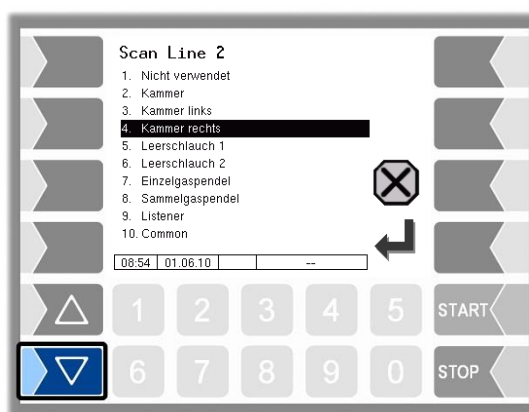 Scan Line 2
1. Nicht verwendet
2. Kammer
3. Kammer links
4. Kammer rechts
5. Leerschlauch 1
6. Leerschlauch 2
7. Einzelgaspendel
8. Sammelgaspendel
9. Listener
10. Common
08:54 01.06.10 --
1 2 3 4 5 START
6 7 8 9 0 STOP